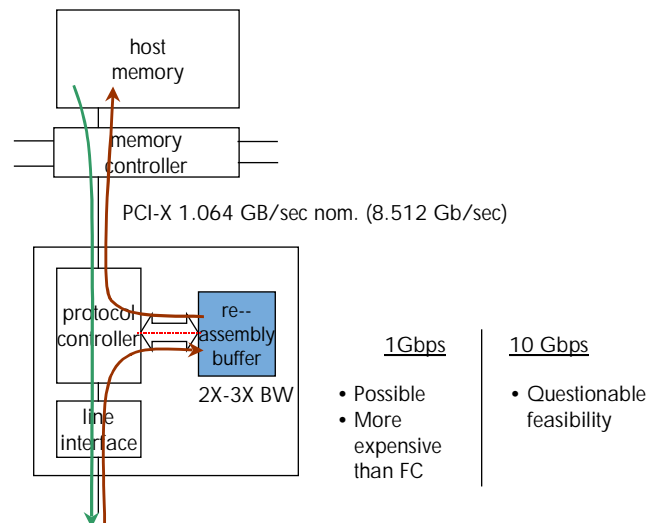 host
memory
memory
controller
PCI-X 1.064 GB/sec nom. (8.512 Gb/sec)
protocol
controller
re--
assembly
buffer
2X-3X BW
line
interface
1Gbps
• Possible
• More
expensive
than FC
10 Gbps
• Questionable
feasibility